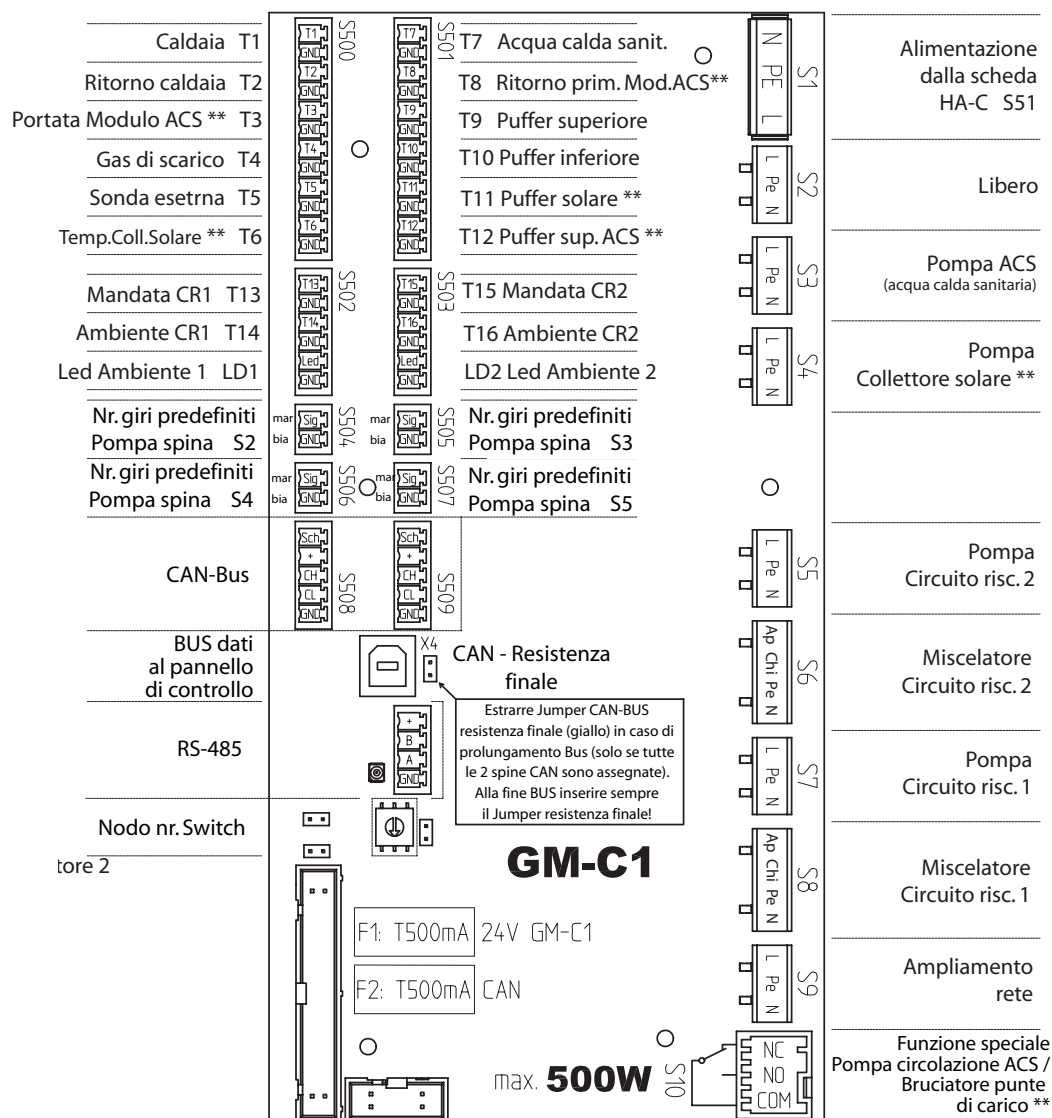 Caldaia T1
Ritorno caldaia T2
Portata Modulo ACS ** T3
Gas di scarico T4
Sonda esetrna T5
Temp.Coll.Solare ** T6
Mandata CR1 T13
Ambiente CR1 T14
Led Ambiente 1 LD1
Nr. giri predefiniti
Pompa spina S2
Nr. giri predefiniti
Pompa spina S4
CAN-Bus
BUS dati
al pannello
di controllo
RS-485
Nodo nr. Switch
tore 2
T1
GND
T2
GND
T3
GND
T4
GND
T5
GND
T6
GND
S500
T7
GND
T8
GND
T9
GND
T10
GND
T11
GND
T12
GND
S501
T13
GND
T14
GND
Led
GND
S502
T15
GND
T16
GND
Led
GND
S503
mar
bia
Sig
GND
S504
mar
bia
Sig
GND
S505
mar
bia
Sig
GND
S506
mar
bia
Sig
GND
S507
Sch
+
CH
CL
GND
S508
Sch
+
CH
CL
GND
S509
T7 Acqua calda sanit.
T8 Ritorno prim. Mod.ACS**
T9 Puffer superiore
T10 Puffer inferiore
T11 Puffer solare **
T12 Puffer sup. ACS **
T15 Mandata CR2
T16 Ambiente CR2
LD2 Led Ambiente 2
Nr. giri predefiniti
Pompa spina S3
Nr. giri predefiniti
Pompa spina S5
X4
CAN - Resistenza
finale
Estrarre Jumper CAN-BUS
resistenza finale (giallo) in caso di
prolungamento Bus (solo se tutte
le 2 spine CAN sono assegnate).
Alla fine BUS inserire sempre
il Jumper resistenza finale!
+
B
A
GND
GM-C1
F1: T500mA 24V GM-C1
F2: T500mA CAN
max. 500W
N PE L
S1
L Pe N
S2
L Pe N
S3
L Pe N
S4
L Pe N
S5
Ap Chi Pe N
S6
L Pe N
S7
Ap Chi Pe N
S8
L Pe N
S9
S10
NC
NO
COM
Alimentazione
dalla scheda
HA-C S51
Libero
Pompa ACS
(acqua calda sanitaria)
Pompa
Collettore solare **
Pompa
Circuito risc. 2
Miscelatore
Circuito risc. 2
Pompa
Circuito risc. 1
Miscelatore
Circuito risc. 1
Ampliamento
rete
Funzione speciale
Pompa circolazione ACS /
Bruciatore punte
di carico **